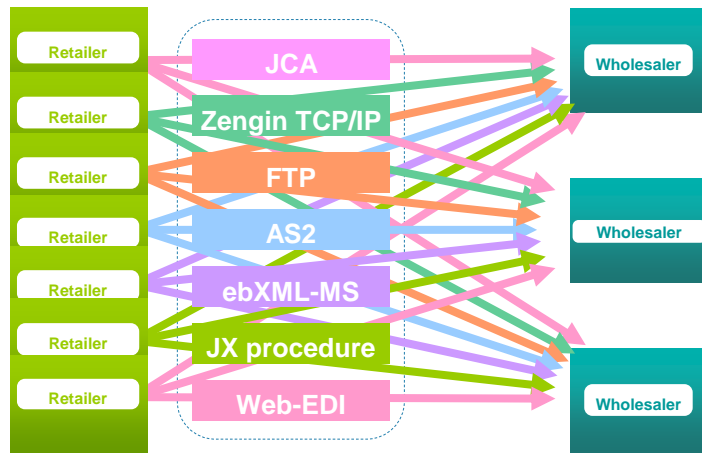 Retailer
Retailer
Retailer
Retailer
Retailer
Retailer
Retailer
JCA
Zengin TCP/IP
FTP
AS2
ebXML-MS
JX procedure
Web-EDI
Wholesaler
Wholesaler
Wholesaler